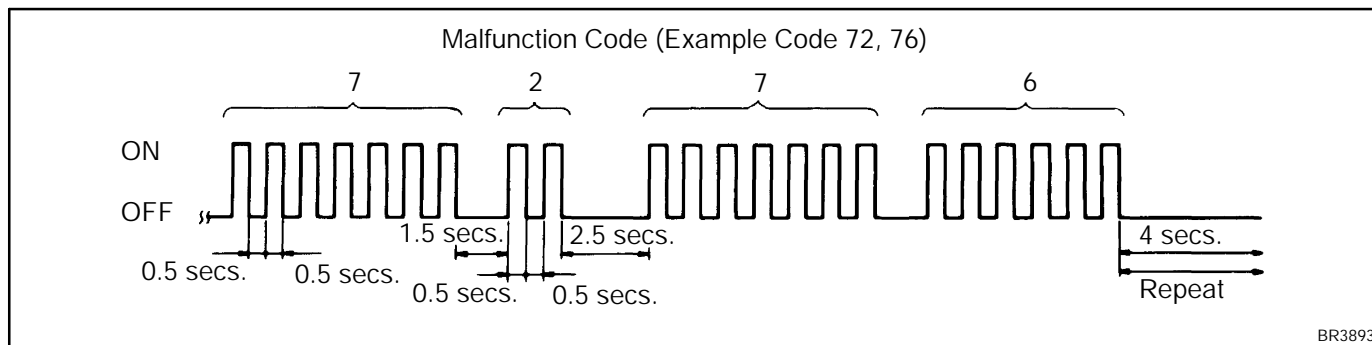 Malfunction Code (Example Code 72, 76)
7 2 7 6
ON
OFF
1.5 secs. 2.5 secs. 4 secs.
0.5 secs. 0.5 secs. 0.5 secs. 0.5 secs. Repeat
BR3893